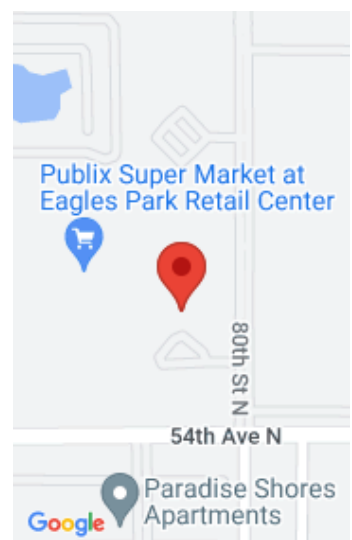 Publix Super Market at
Eagles Park Retail Center
80th St N
54th Ave N
Paradise Shores
Apartments
Google